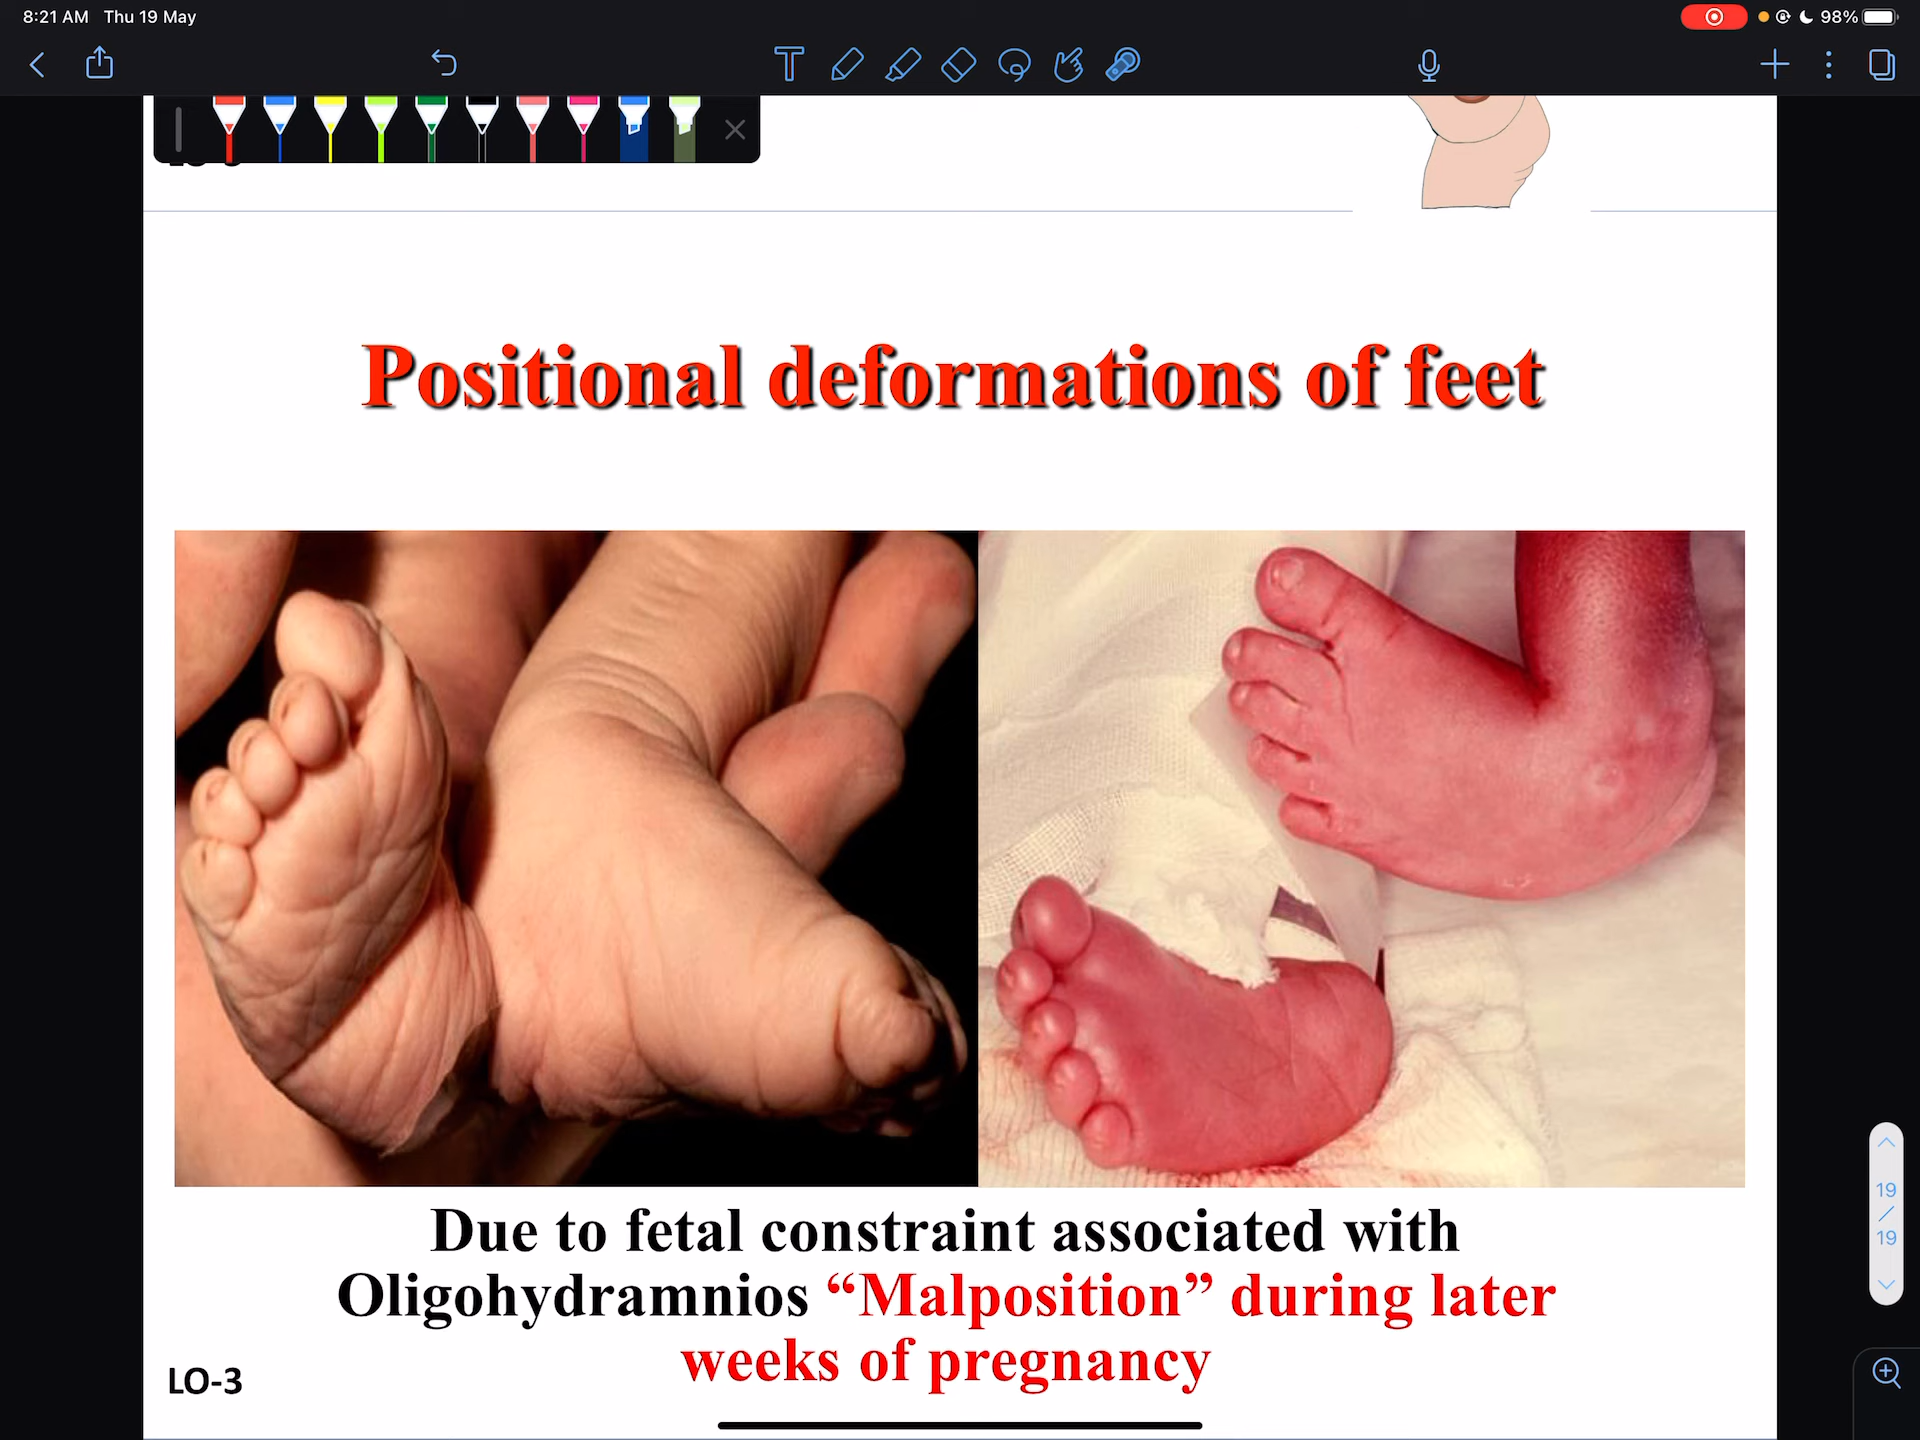 8:21 AM Thu 19 May
98%
T
Positional deformations of feet
Due to fetal constraint associated with
Oligohydramnios “Malposition” during later
weeks of pregnancy
LO-3
19
/
19